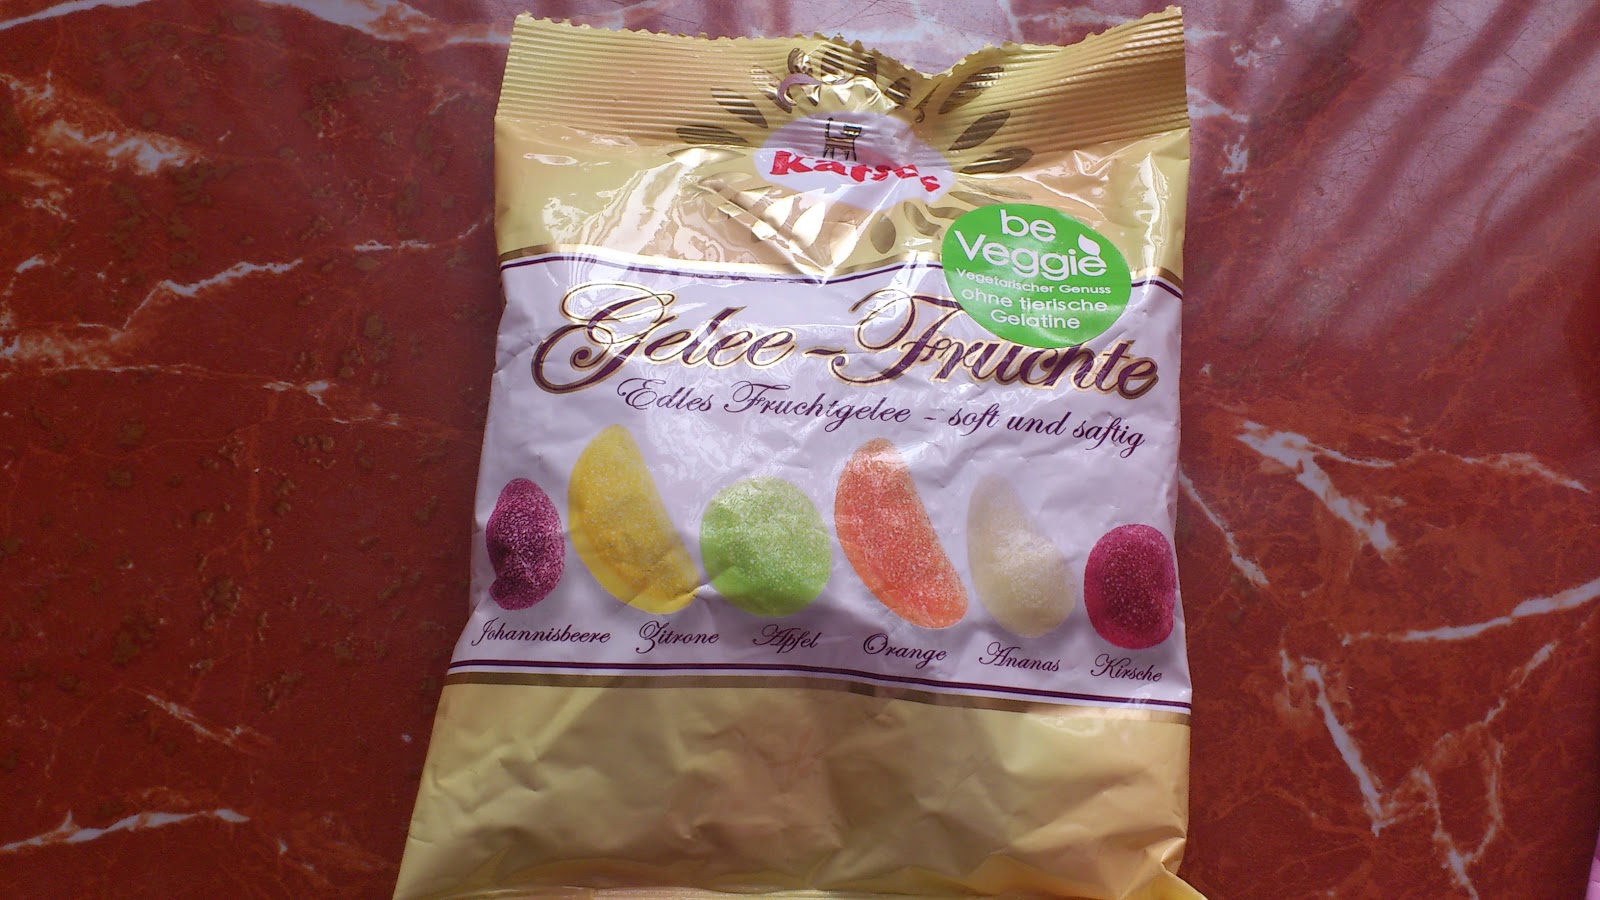 Katjes
be
Veggie
Vegetarischer Genuss
ohne tierische
Gelatine
Gelee-Fruchte
Edles Fruchtgelee - soft und saftig
Johannisbeere Zitrone Apfel Orange Ananas Kirsche